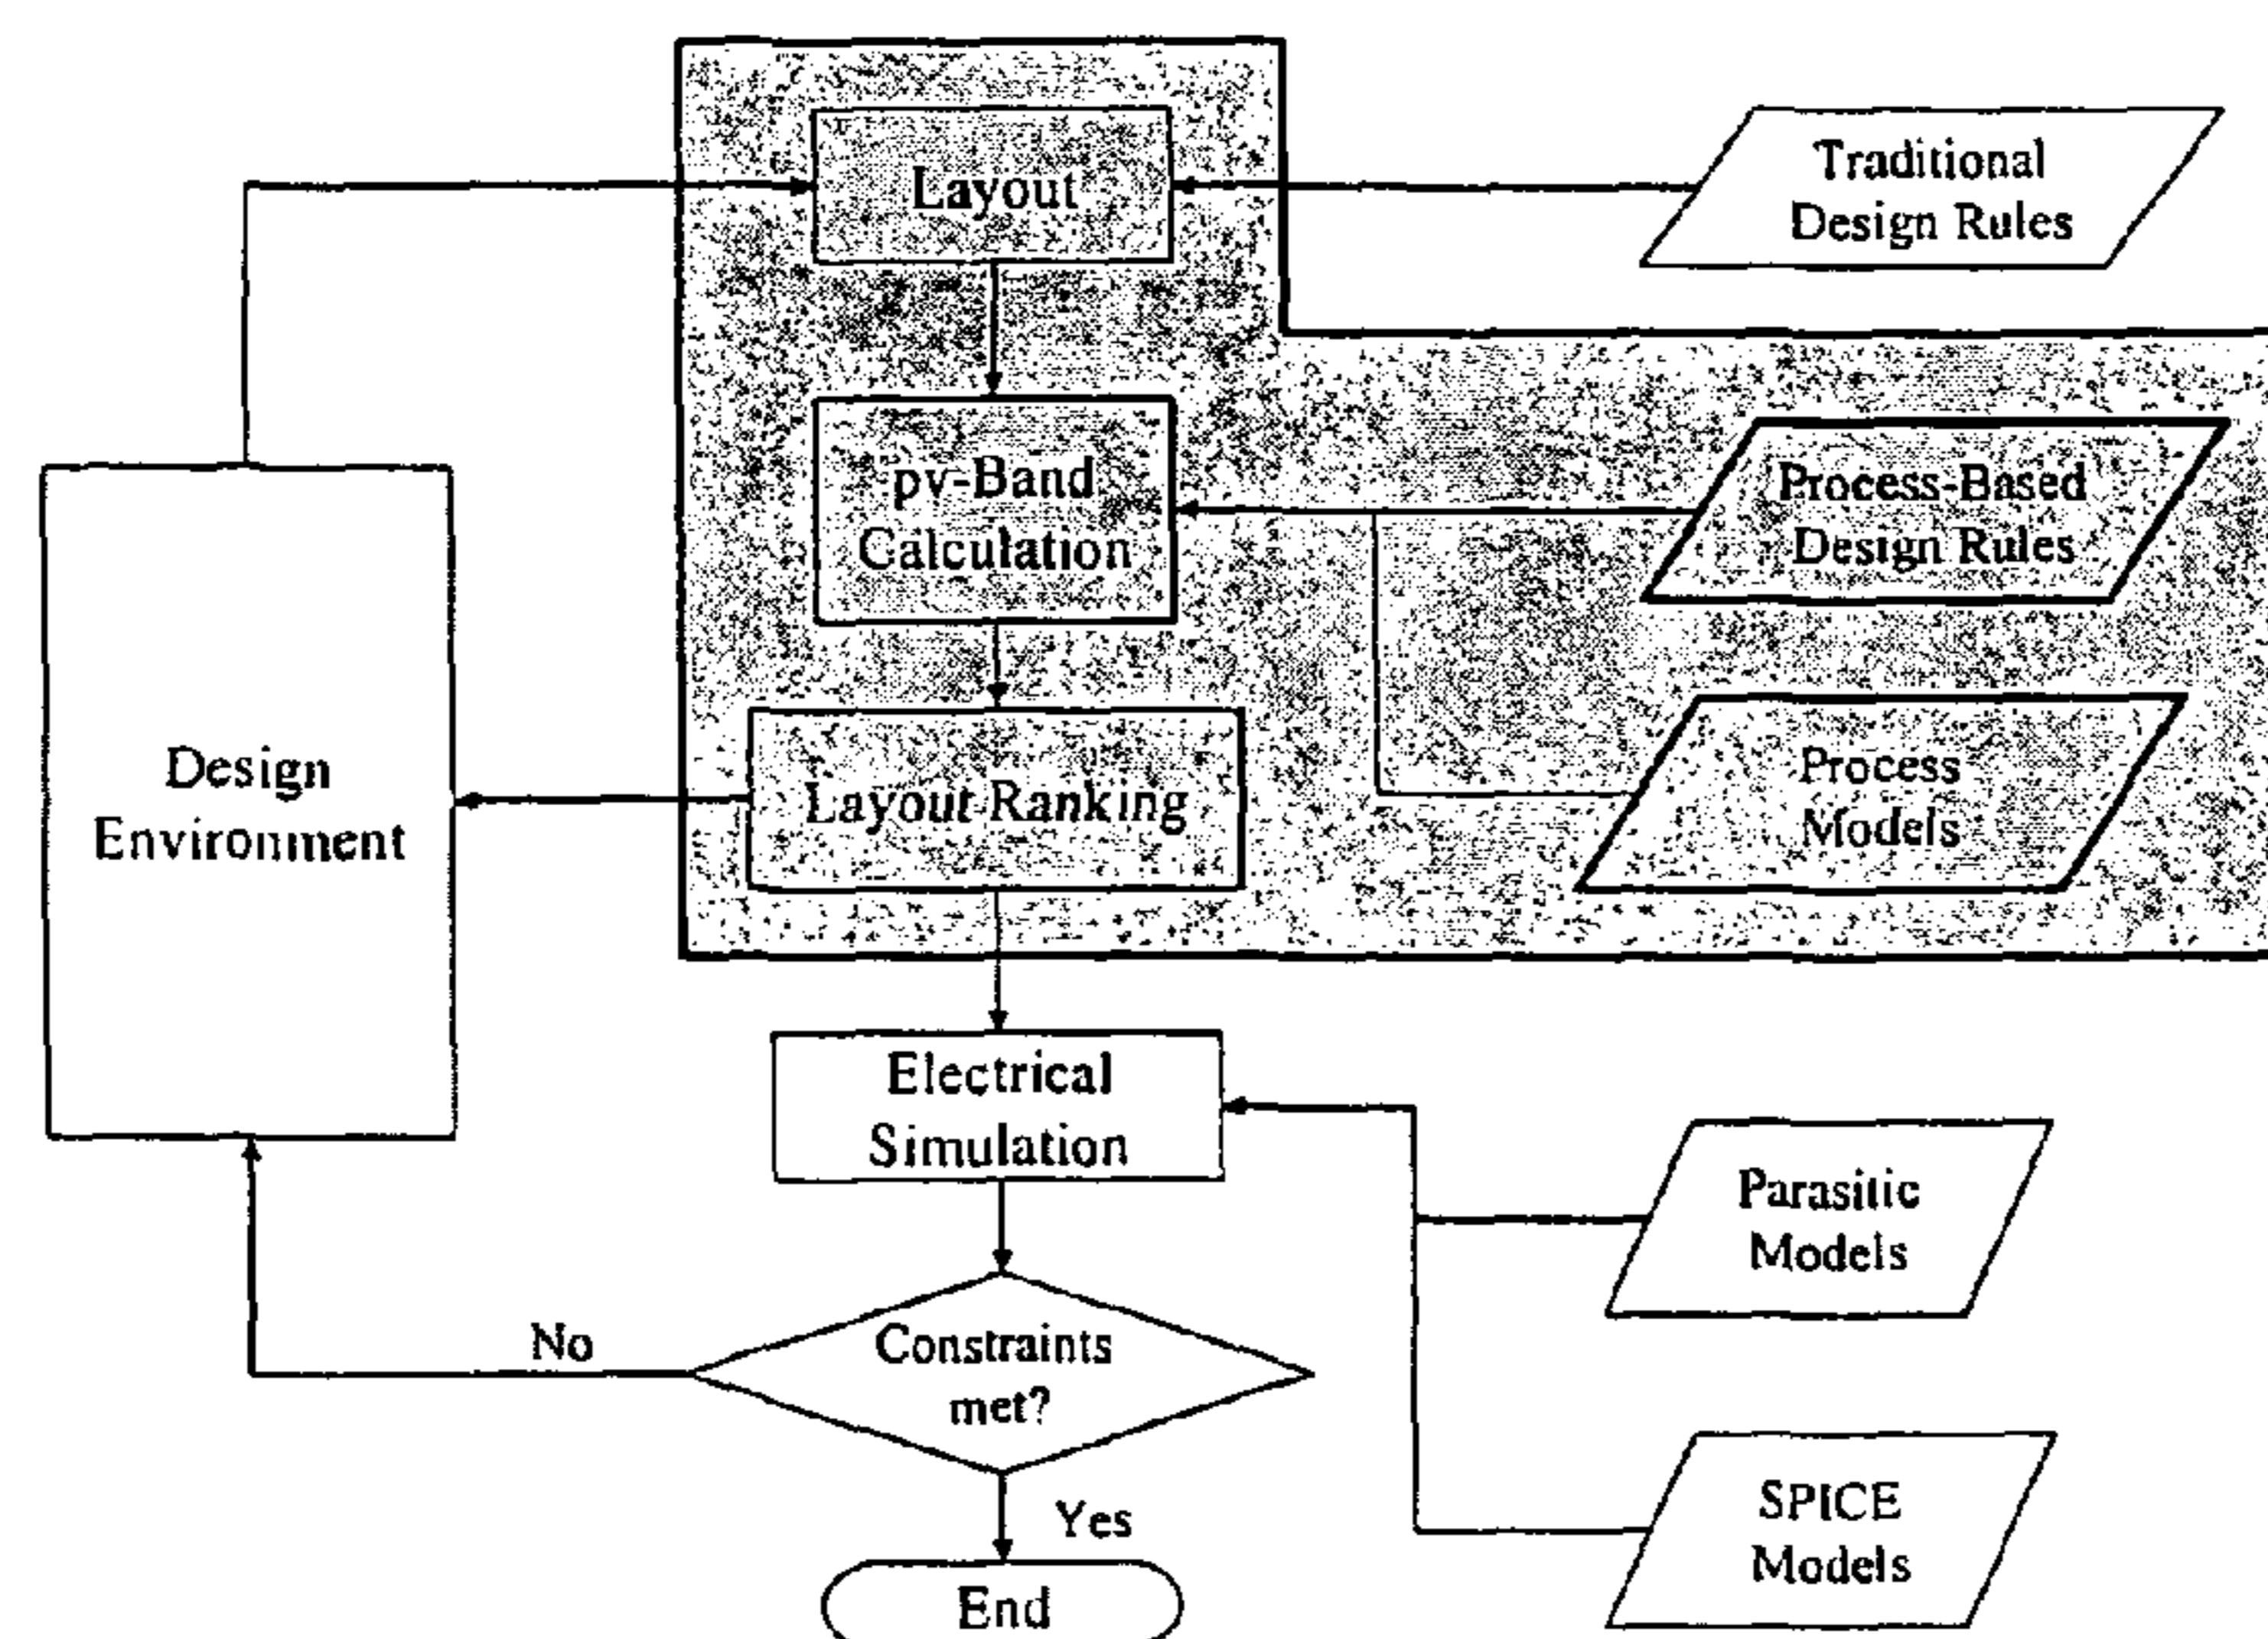 Layout
Traditional
Design Rules
pv-Band
Calculation
Process-Based
Design Rules
Layout Ranking
Process
Models
Design
Environment
Electrical
Simulation
Parasitic
Models
No
Constraints
met?
Yes
SPICE
Models
End